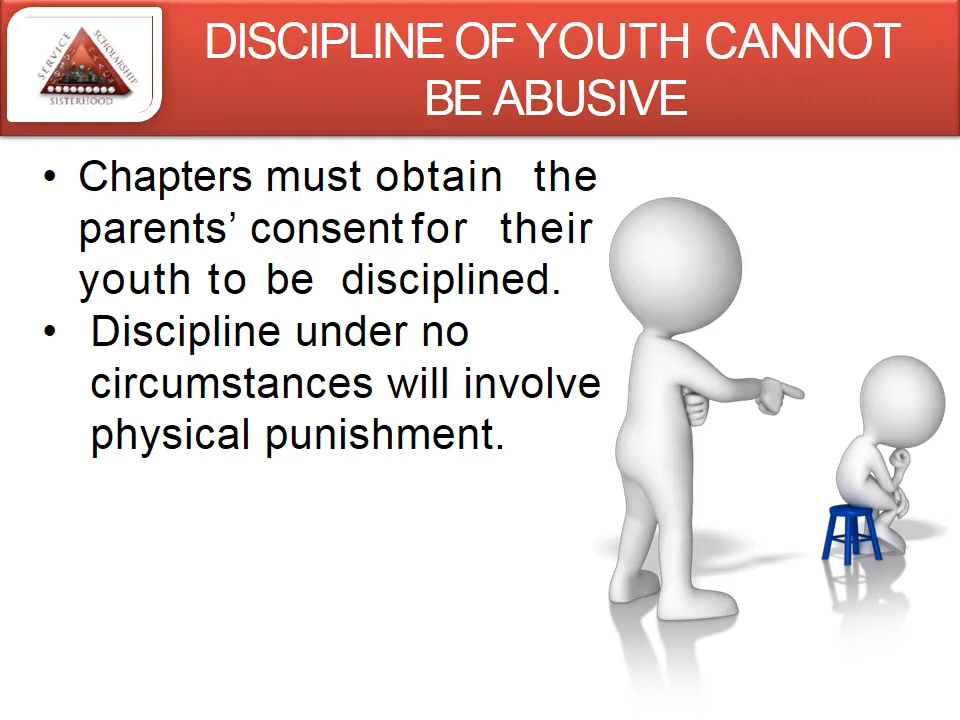 DISCIPLINE OF YOUTH CANNOT
BE ABUSIVE
SERVICE
SCHOLARSHIP
SISTERHOOD
• Chapters must obtain the
parents’ consent for their
youth to be disciplined.
• Discipline under no
circumstances will involve
physical punishment.